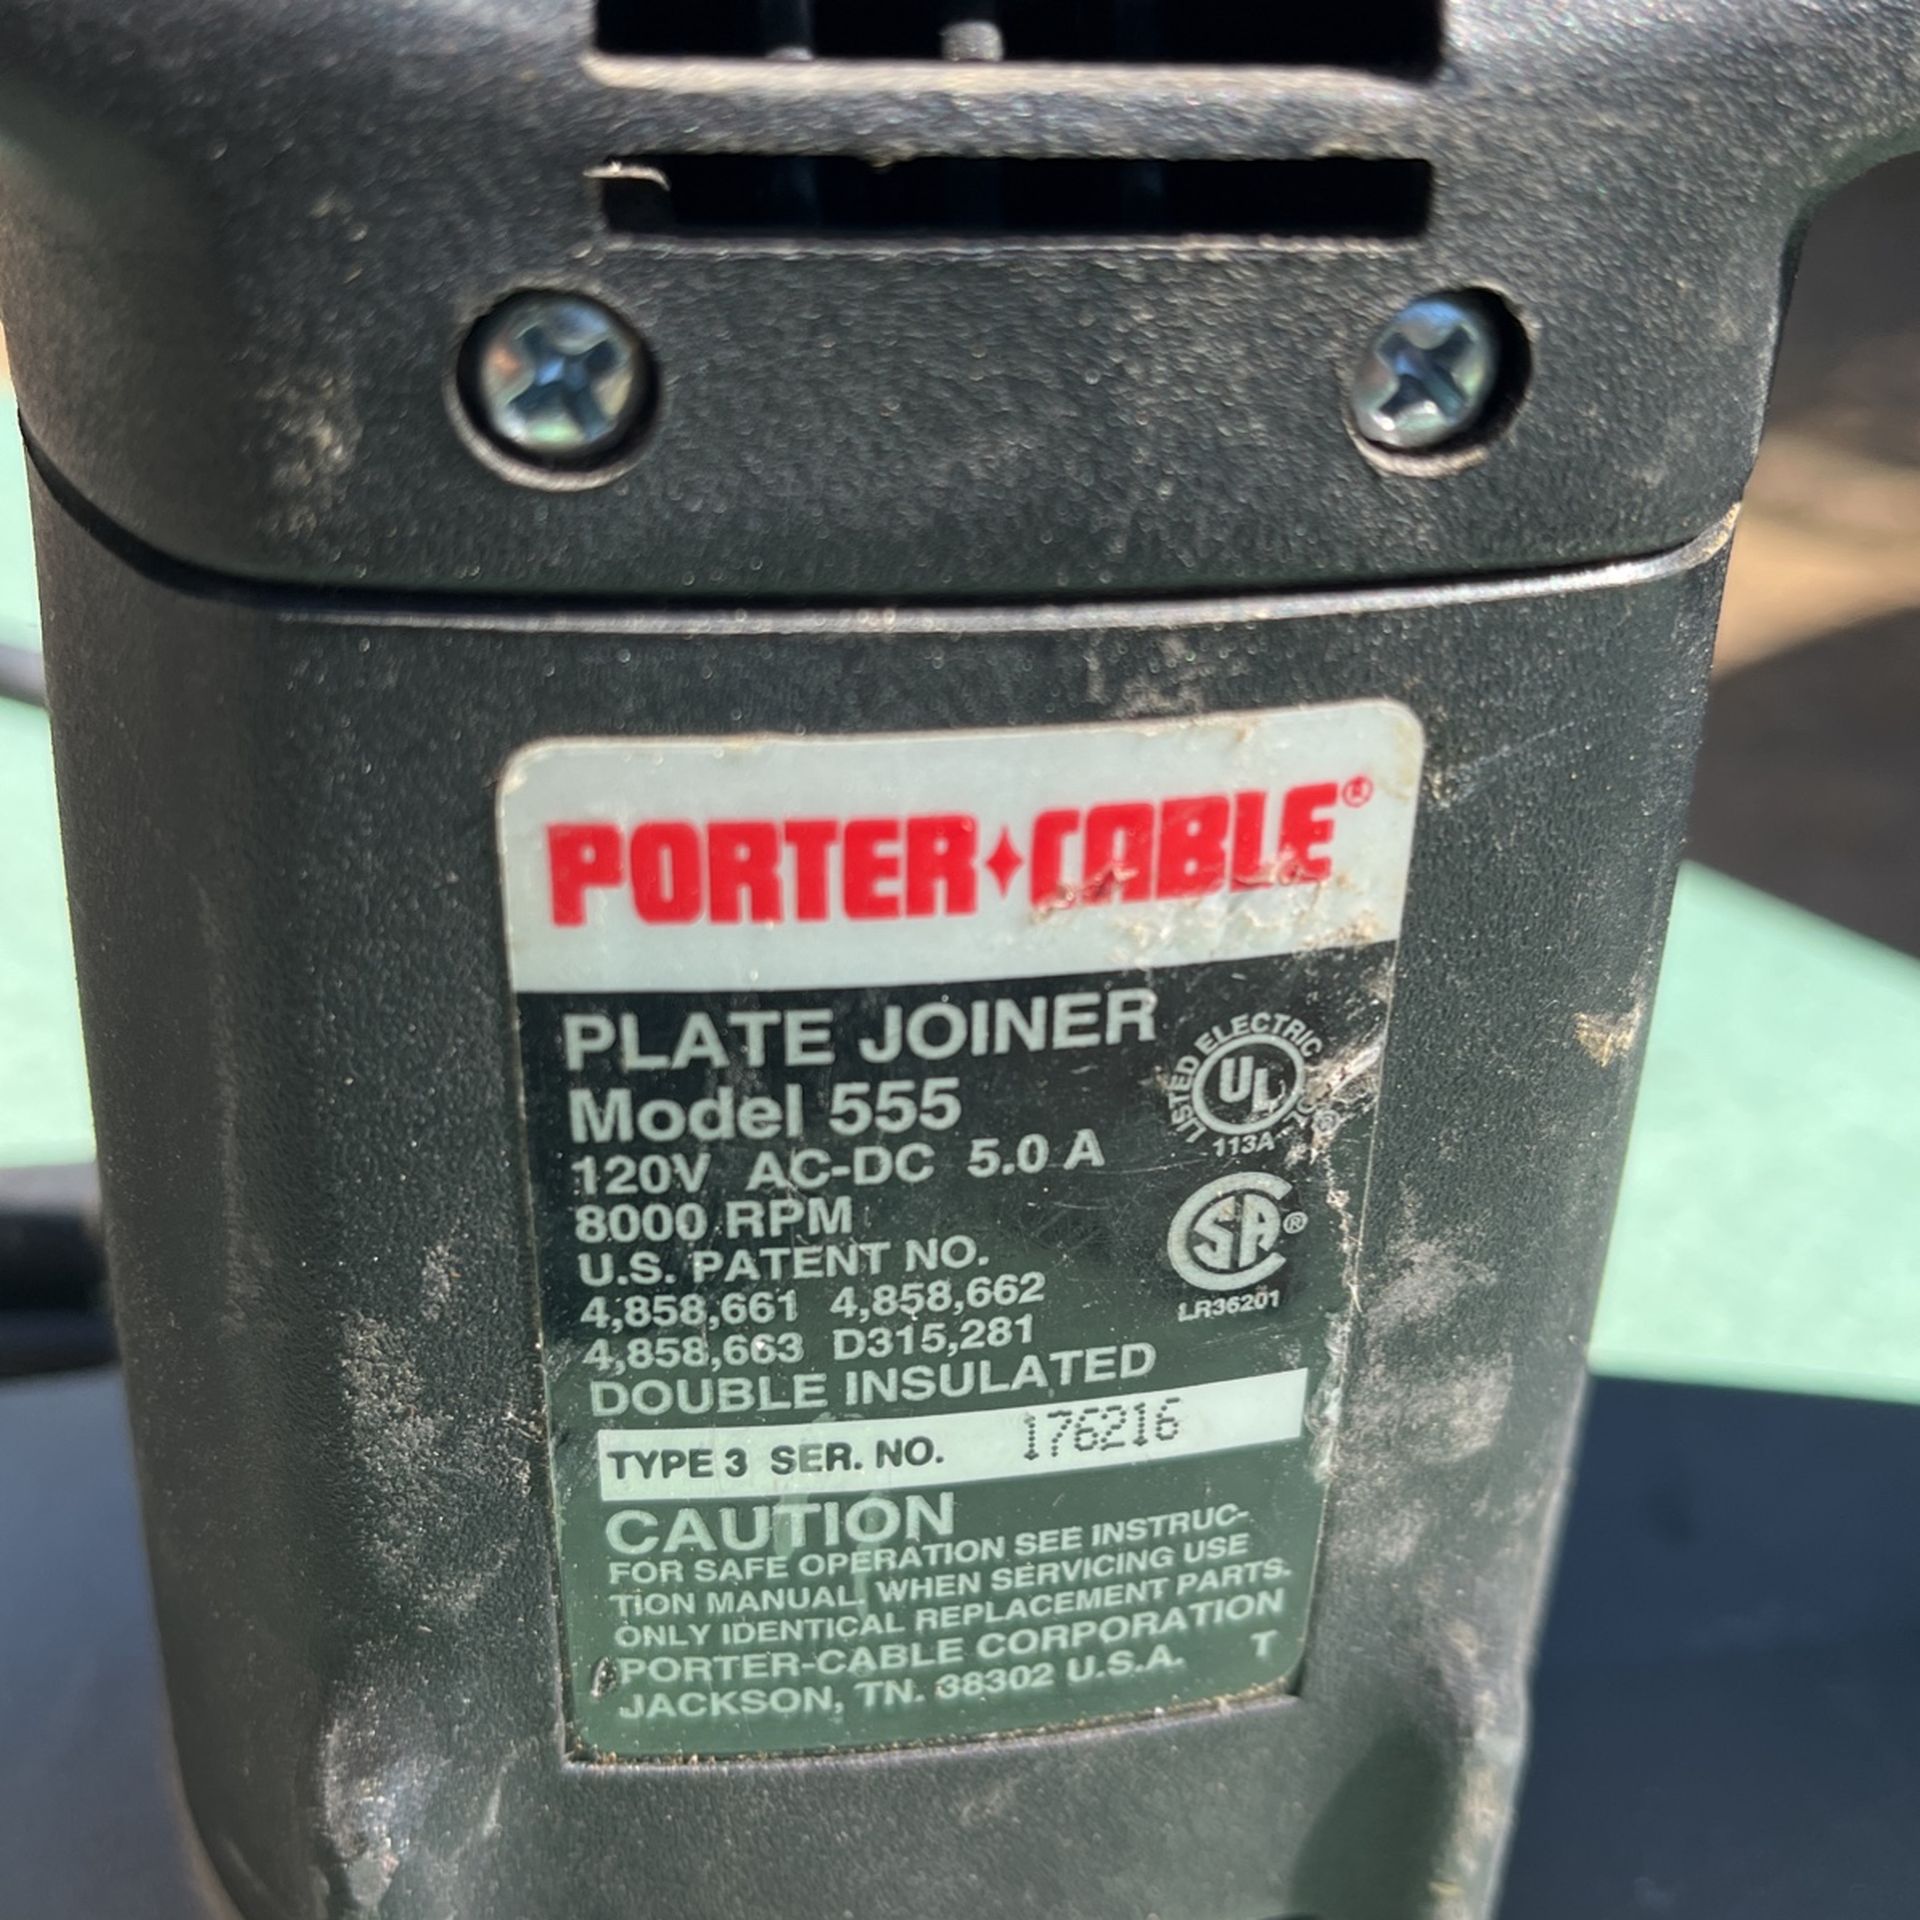 PORTER✦CABLE®
PLATE JOINER
Model 555
120V AC-DC 5.0 A
8000 RPM
U.S. PATENT NO.
4,858,661 4,858,662
4,858,663 D315,281
DOUBLE INSULATED
LISTED ELECTRIC
UL
113A
SA®
LR36201
TYPE 3 SER. NO. 176216
CAUTION
FOR SAFE OPERATION SEE INSTRUC-
TION MANUAL. WHEN SERVICING USE
ONLY IDENTICAL REPLACEMENT PARTS.
PORTER-CABLE CORPORATION
JACKSON, TN. 38302 U.S.A. T